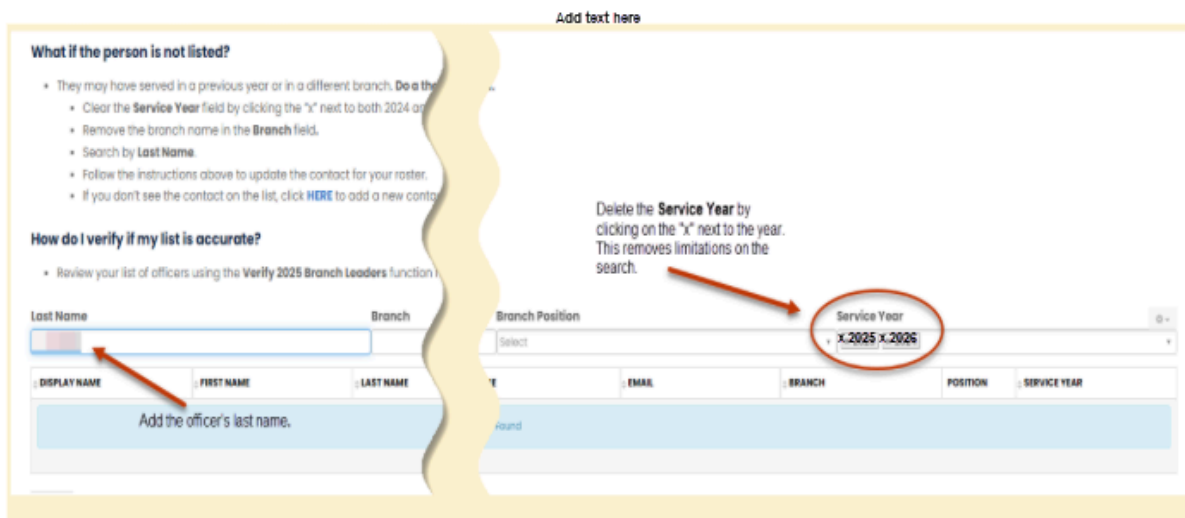 Add text here
What if the person is not listed?
• They may have served in a previous year or in a different branch. Do a the
• Clear the Service Year field by clicking the "x" next to both 2024 an
• Remove the branch name in the Branch field.
• Search by Last Name.
• Follow the instructions above to update the contact for your roster.
• If you don't see the contact on the list, click HERE to add a new contac
Delete the Service Year by
clicking on the "x" next to the year.
This removes limitations on the
search.
How do I verify if my list is accurate?
• Review your list of officers using the Verify 2025 Branch Leaders function
Last Name Branch Branch Position Service Year
Select x 2025 x 2026
DISPLAY NAME FIRST NAME LAST NAME EMAIL BRANCH POSITION SERVICE YEAR
Add the officer's last name.
found